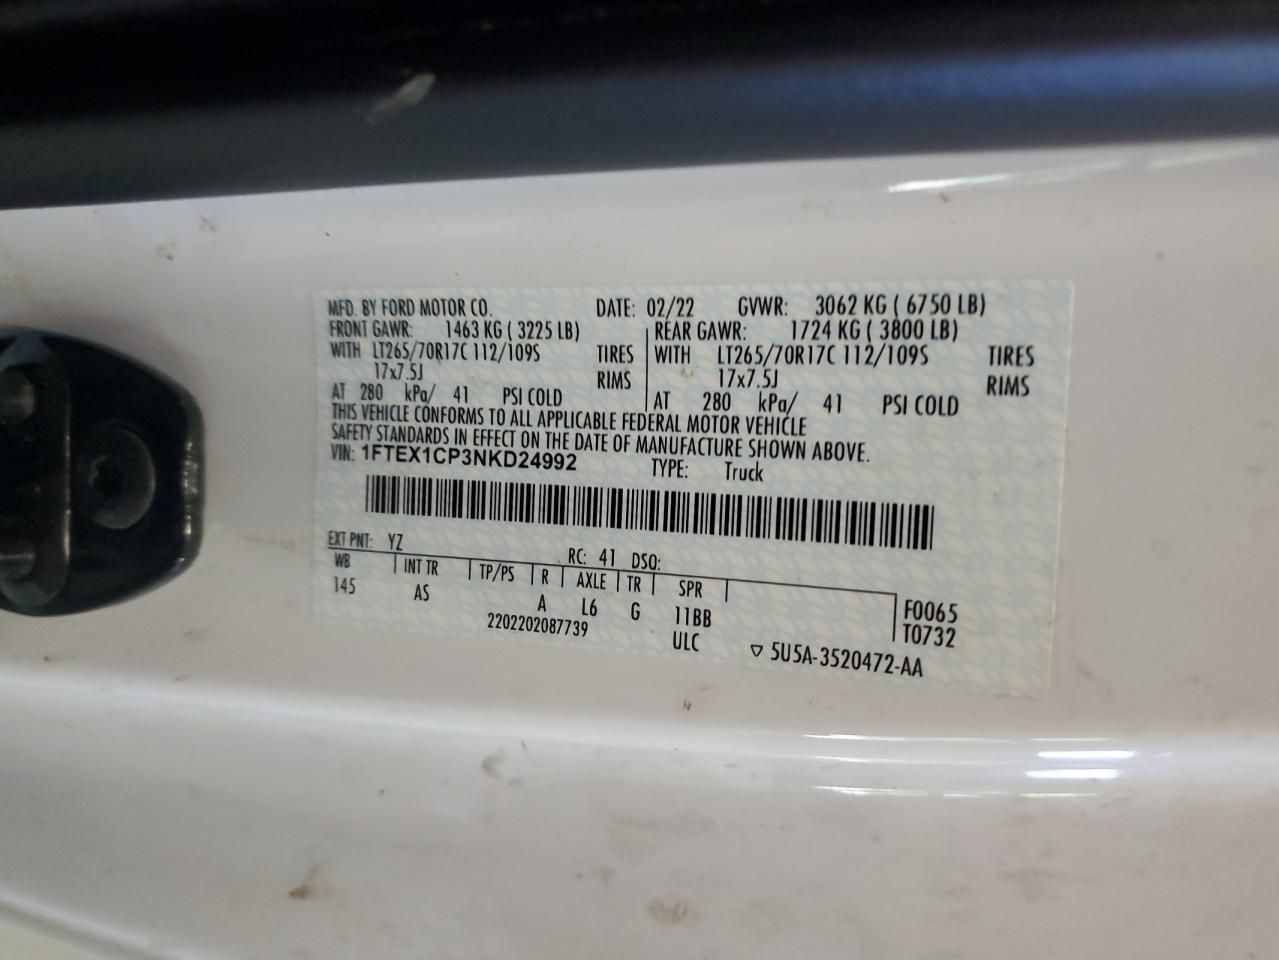 MFD. BY FORD MOTOR CO. DATE: 02/22 GVWR: 3062 KG ( 6750 LB)
FRONT GAWR: 1463 KG ( 3225 LB) REAR GAWR: 1724 KG ( 3800 LB)
WITH LT265/70R17C 112/109S TIRES WITH LT265/70R17C 112/109S TIRES
17x7.5J RIMS 17x7.5J RIMS
AT 280 kPa/ 41 PSI COLD AT 280 kPa/ 41 PSI COLD
THIS VEHICLE CONFORMS TO ALL APPLICABLE FEDERAL MOTOR VEHICLE
SAFETY STANDARDS IN EFFECT ON THE DATE OF MANUFACTURE SHOWN ABOVE.
VIN: 1FTEX1CP3NKD24992 TYPE: Truck
EXT PNT: YZ RC: 41 DSO:
WB INT TR TP/PS R AXLE TR SPR
145 AS A L6 G 11BB F0065
2202202087739 ULC T0732
5U5A-3520472-AA